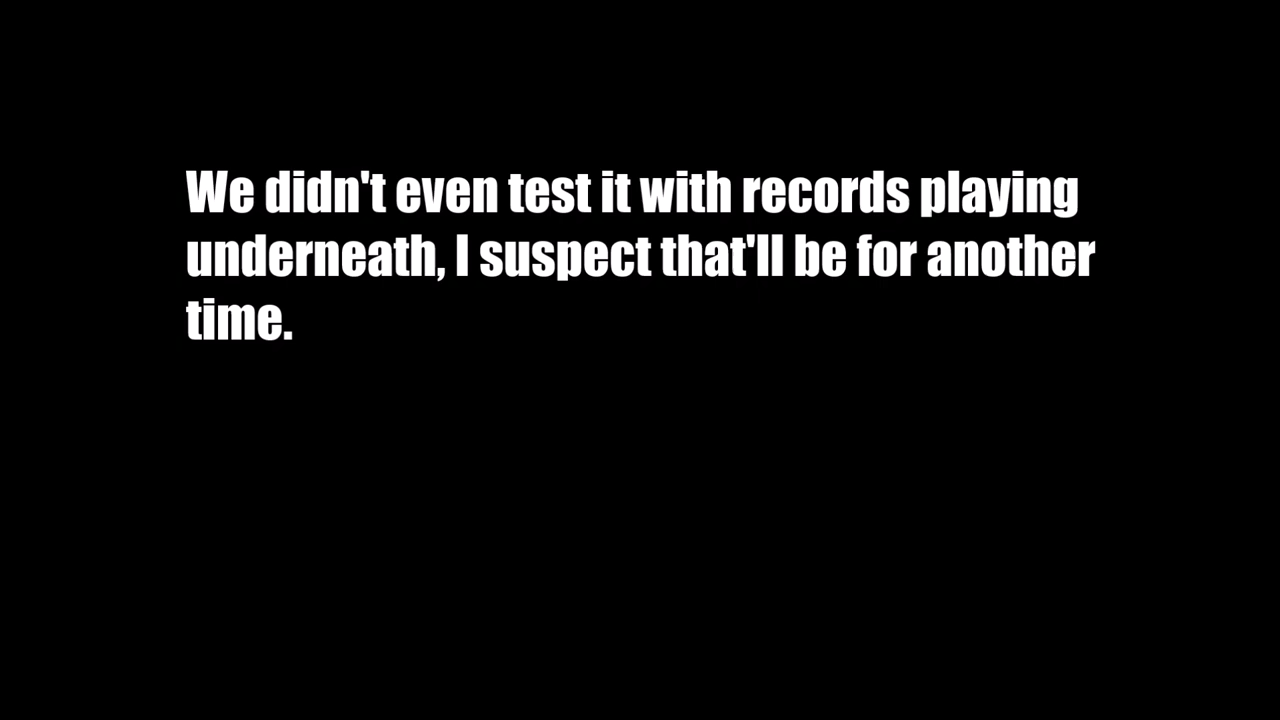 We didn't even test it with records playing
underneath, I suspect that'll be for another
time.